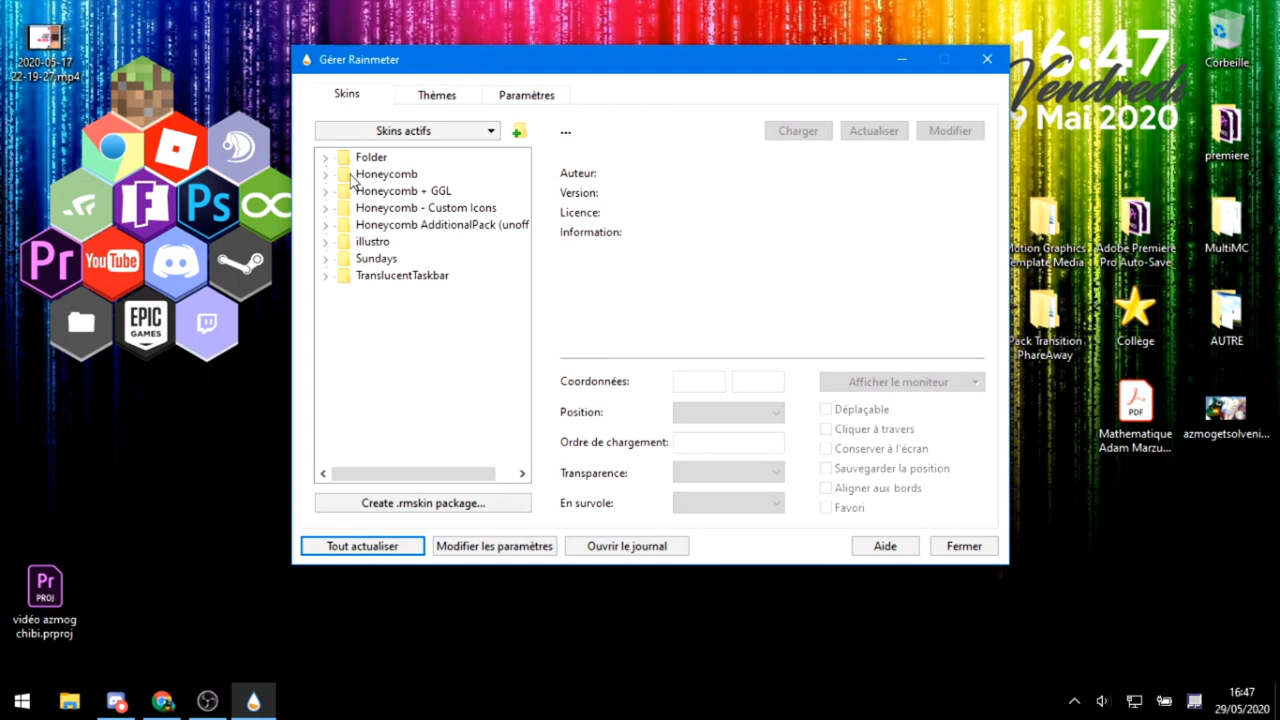 2020-05-17
22-19-27.mp4
Pr
YouTube
Ps
EPIC
GAMES
Pr
PROJ
vidéo azmog
chibi.prproj
Gérer Rainmeter
Skins
Thèmes
Paramètres
Skins actifs
...
Charger
Actualiser
Modifier
Folder
Honeycomb
Honeycomb + GGL
Honeycomb - Custom Icons
Honeycomb AdditionalPack (unoff
illustro
Sundays
TranslucentTaskbar
Auteur:
Version:
Licence:
Information:
Coordonnées:
Afficher le moniteur
Position:
Déplaçable
Cliquer à travers
Ordre de chargement:
Conserver à l'écran
Transparence:
Sauvegarder la position
Aligner aux bords
En survole:
Favori
Create .rmskin package...
Tout actualiser
Modifier les paramètres
Ouvrir le journal
Aide
Fermer
16:47
Vendredi
9 Mai 2020
Corbeille
premiere
Motion Graphics
Template Media
Adobe Premiere
Pro Auto-Save
MultiMC
Pack Transition
PhareAway
Collège
AUTRE
PDF
Mathematique
Adam Marzu...
azmogetsolveni...
16:47
29/05/2020